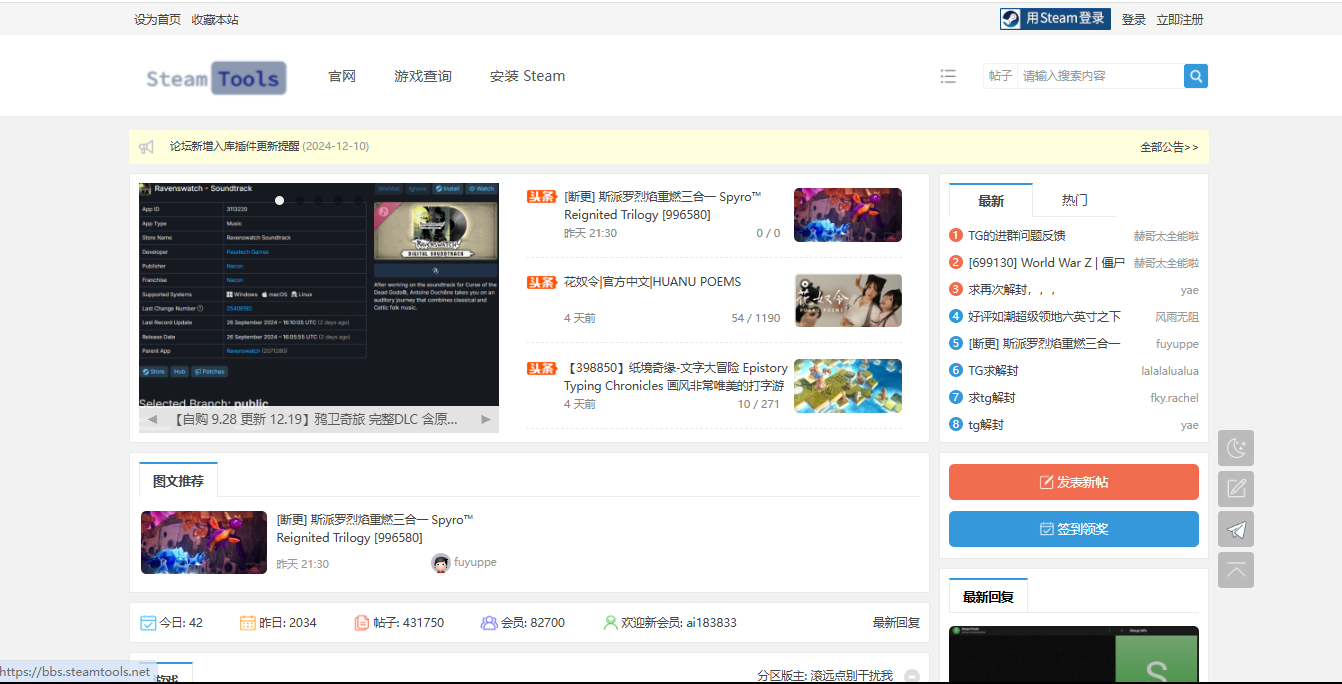 设为首页 收藏本站
用Steam登录 登录 立即注册
Steam Tools 官网 游戏查询 安装 Steam
帖子 请输入搜索内容
论坛新增入库插件更新提醒 (2024-12-10) 全部公告>>
Ravenswatch - Soundtrack
Wishlist Ignore Install Watch
App ID 3113220
App Type Music
Store Name Ravenswatch Soundtrack
Developer Passtech Games
Publisher Nacon
Franchise Nacon
Supported Systems Windows macOS Linux
Last Change Number 25409192
Last Record Update 26 September 2024 – 16:10:05 UTC (2 days ago)
Release Date 26 September 2024 – 16:05:55 UTC (2 days ago)
Parent App Ravenswatch (2071280)
Store Hub Patches
RAVENSWATCH
DIGITAL SOUNDTRACK
After working on the soundtrack for Curse of the
Dead Gods®, Antoine Duchêne takes you on an
auditory journey that combines classical and
Celtic folk music.
Selected Branch: public
【自购 9.28 更新 12.19】鸦卫奇旅 完整DLC 含原...
头条 [断更] 斯派罗烈焰重燃三合一 Spyro™
Reignited Trilogy [996580]
昨天 21:30 0 / 0
头条 花奴令|官方中文|HUANU POEMS
4 天前 54 / 1190
花奴令
HUANU POEMS
头条 【398850】纸境奇缘-文字大冒险 Epistory
Typing Chronicles 画风非常唯美的打字游
4 天前 10 / 271
最新 热门
1 TG的进群问题反馈 赫哥太全能啦
2 [699130] World War Z | 僵尸 赫哥太全能啦
3 求再次解封，，， yae
4 好评如潮超级领地六英寸之下 风雨无阻
5 [断更] 斯派罗烈焰重燃三合一 fuyuppe
6 TG求解封 lalalalualua
7 求tg解封 fky.rachel
8 tg解封 yae
图文推荐
[断更] 斯派罗烈焰重燃三合一 Spyro™
Reignited Trilogy [996580]
昨天 21:30 fuyuppe
发表新帖
签到领奖
今日: 42 昨日: 2034 帖子: 431750 会员: 82700 欢迎新会员: ai183833 最新回复
最新回复
分区版主: 滚远点别干扰我
https://bbs.steamtools.net
游戏